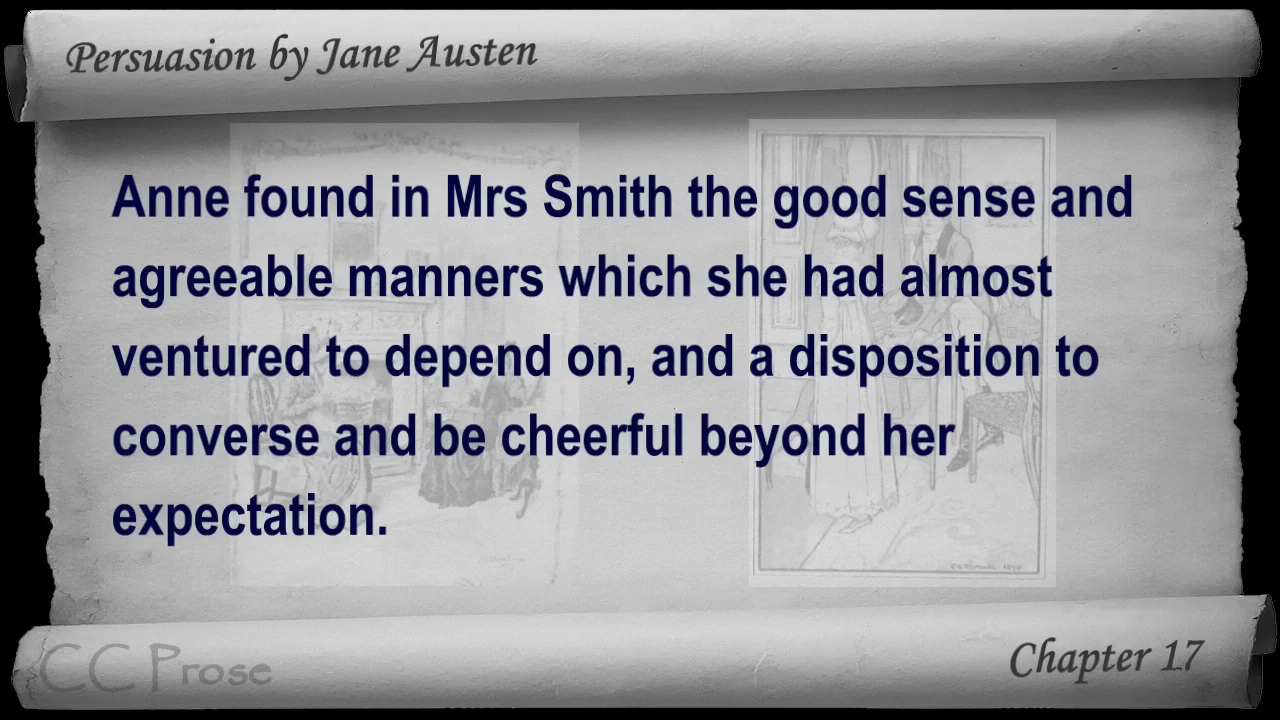 Persuasion by Jane Austen
Anne found in Mrs Smith the good sense and
agreeable manners which she had almost
ventured to depend on, and a disposition to
converse and be cheerful beyond her
expectation.
CC Prose
Chapter 17